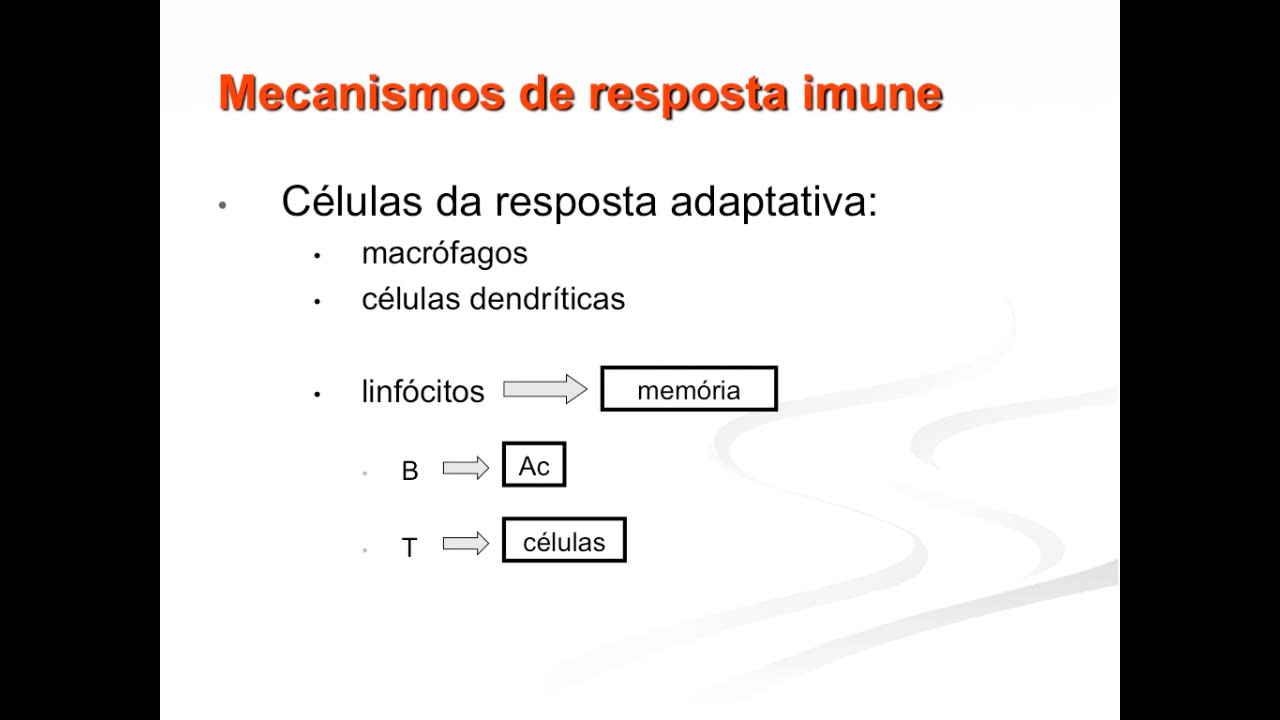 Mecanismos de resposta imune
• Células da resposta adaptativa:
• macrófagos
• células dendríticas
• linfócitos memória
• B Ac
• T células